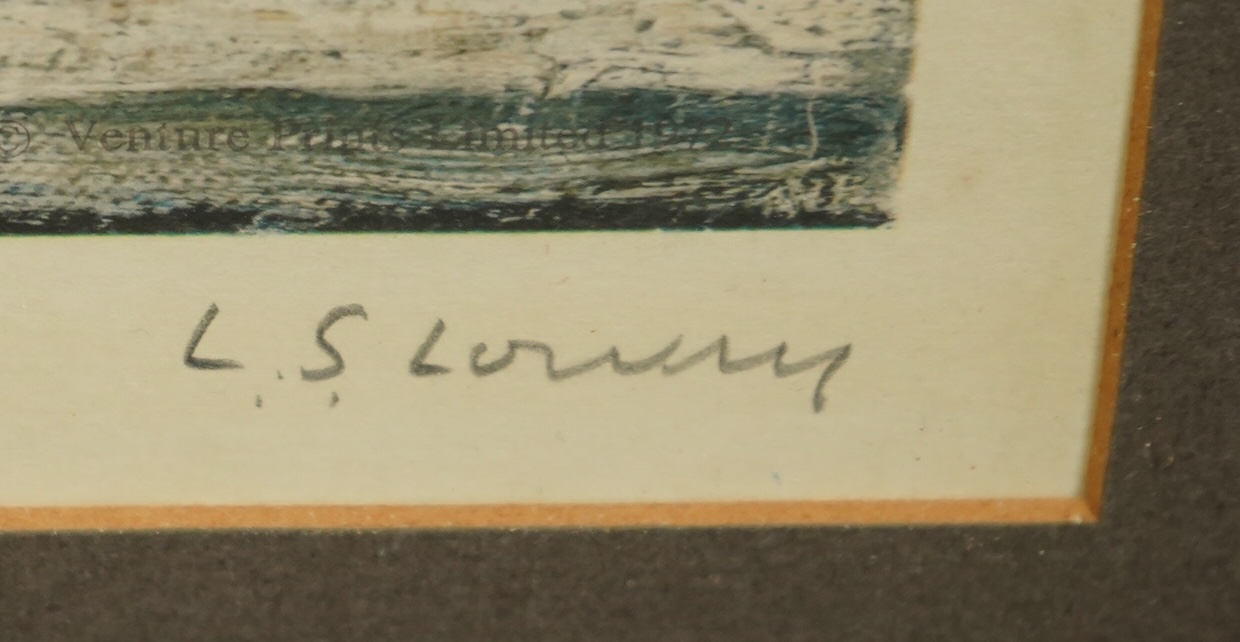 © Venture Prints Limited 1972
L.S. Lowry